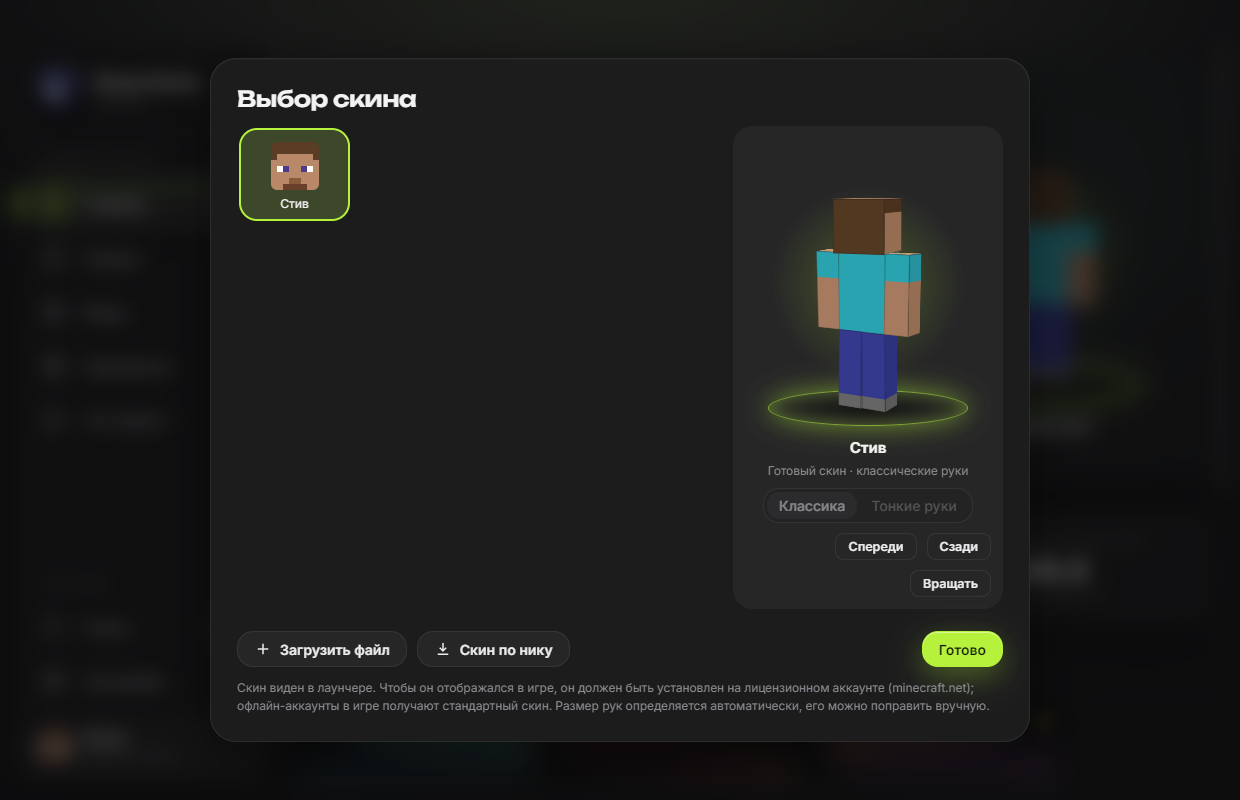 Выбор скина
Стив
Стив
Готовый скин · классические руки
Классика
Тонкие руки
Спереди
Сзади
Вращать
Загрузить файл
Скин по нику
Готово
Скин виден в лаунчере. Чтобы он отображался в игре, он должен быть установлен на лицензионном аккаунте (minecraft.net);
офлайн-аккаунты в игре получают стандартный скин. Размер рук определяется автоматически, его можно поправить вручную.